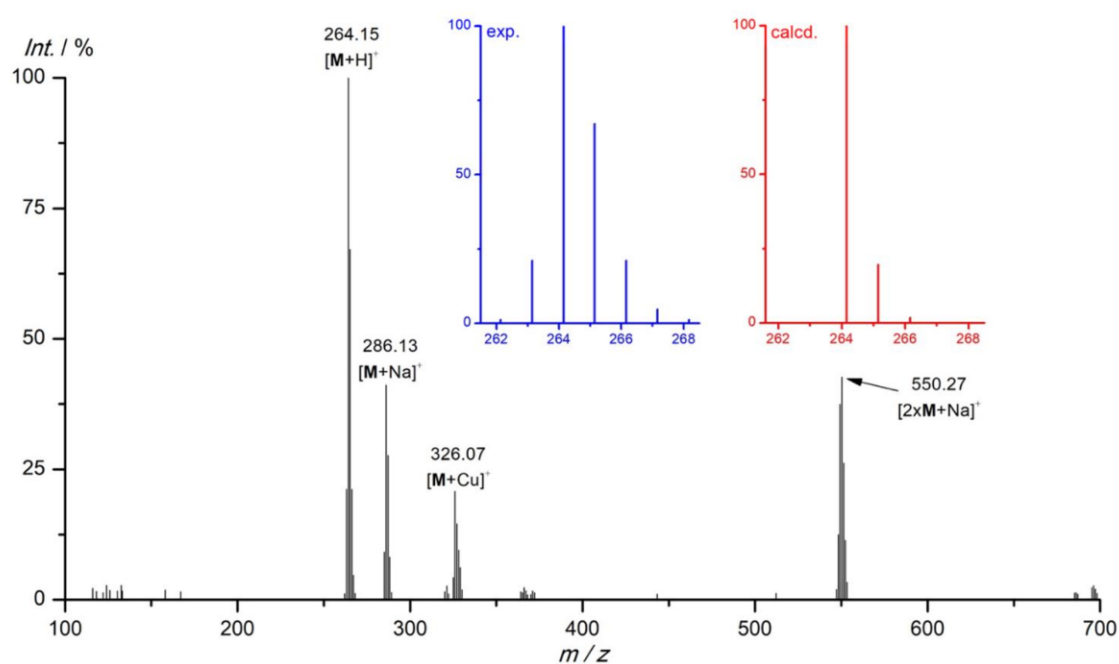 Int. / %
100
75
50
25
0
264.15
[M+H]⁺
286.13
[M+Na]⁺
326.07
[M+Cu]⁺
550.27
[2xM+Na]⁺
exp.
100
50
0
262 264 266 268
calcd.
100
50
0
262 264 266 268
100 200 300 400 500 600 700
m / z